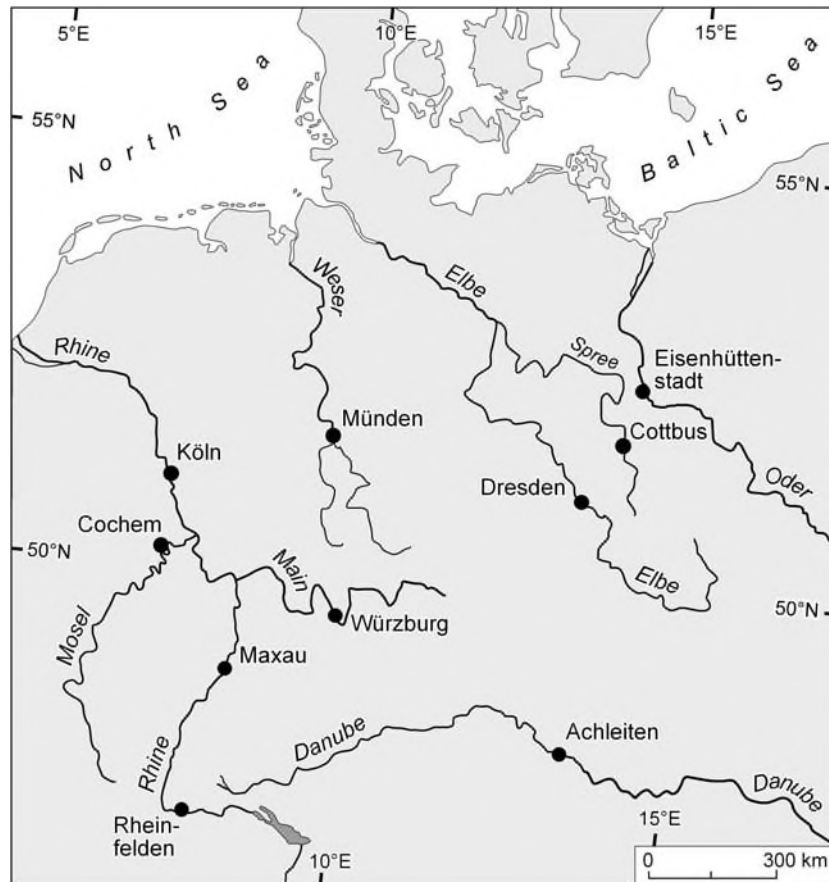 5°E
10°E
15°E
North Sea
Baltic Sea
55°N
55°N
Weser
Elbe
Rhine
Spree
Eisenhütten-
stadt
Münden
Cottbus
Köln
Dresden
Oder
Cochem
50°N
Main
Elbe
50°N
Mosel
Würzburg
Maxau
Rhine
Danube
Achleiten
Danube
Rhein-
felden
10°E
15°E
0 300 km